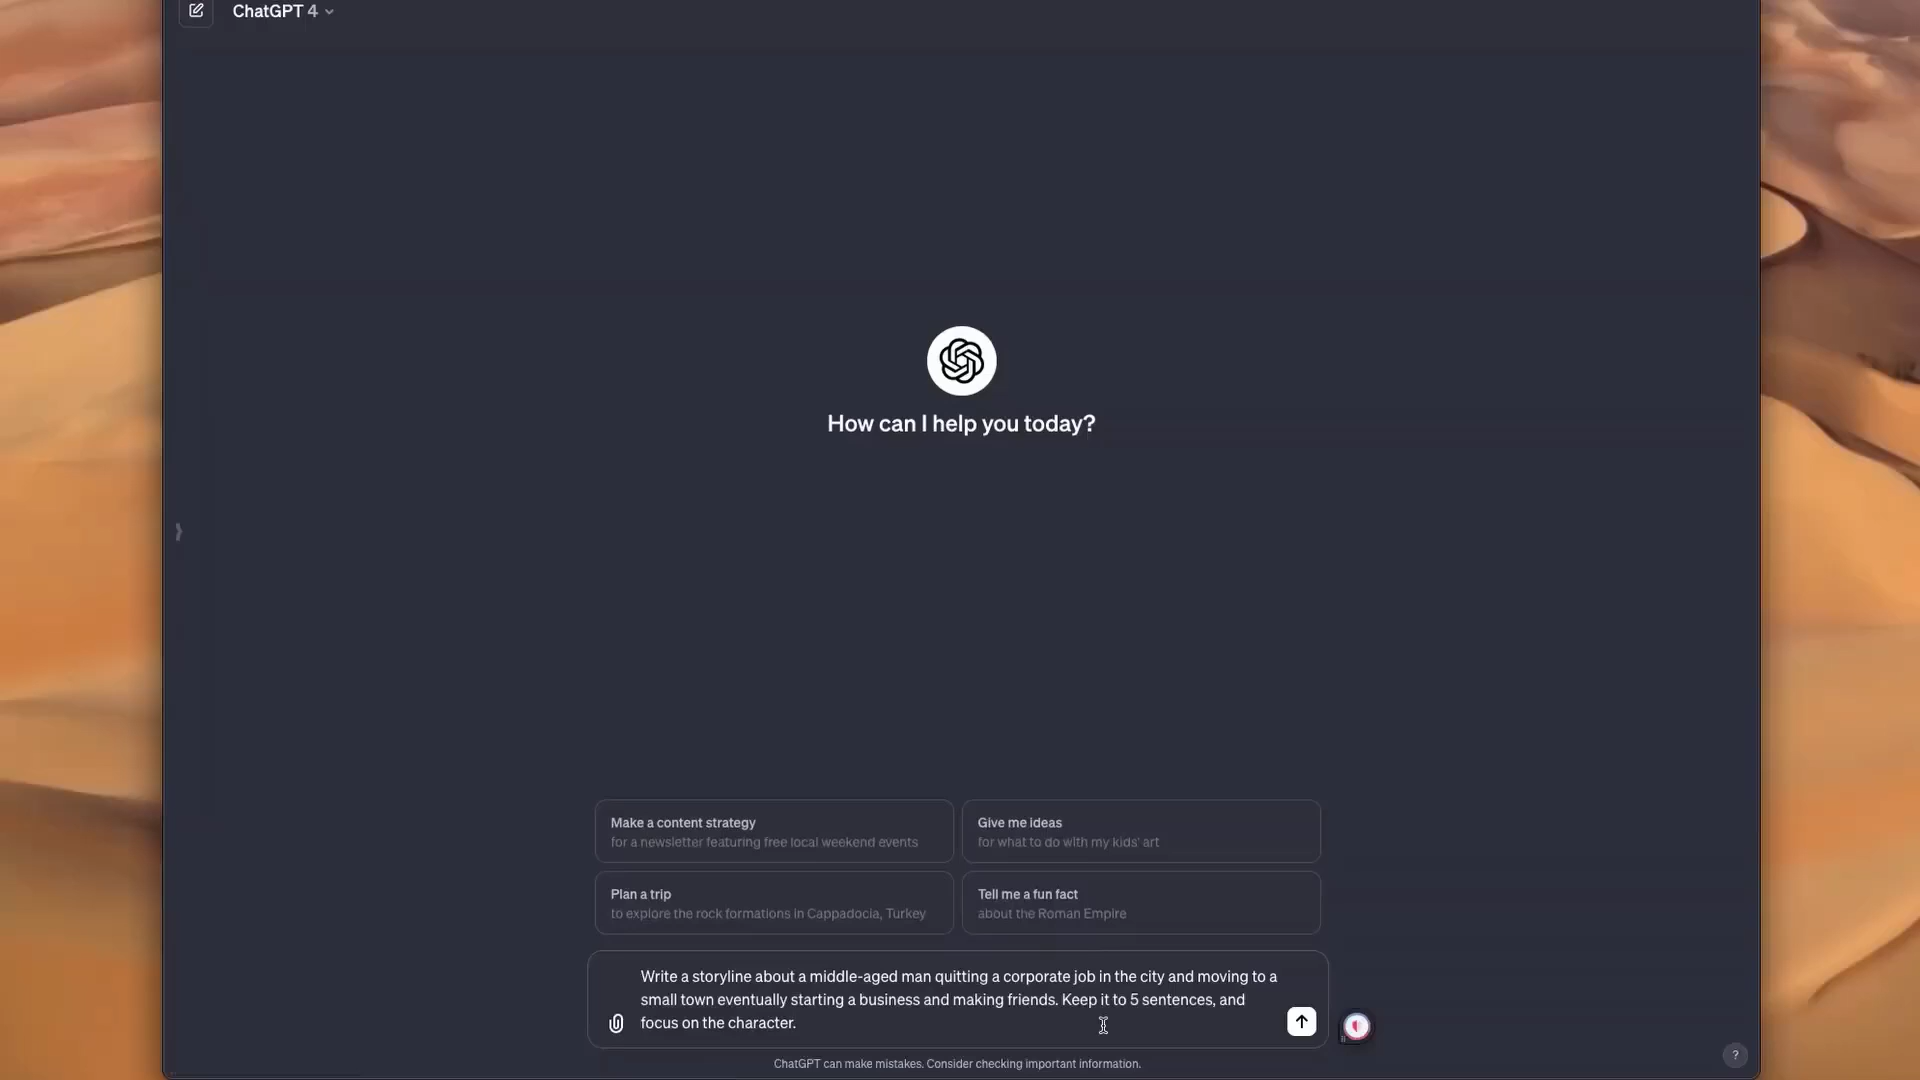 ChatGPT 4
How can I help you today?
Make a content strategy
for a newsletter featuring free local weekend events
Give me ideas
for what to do with my kids' art
Plan a trip
to explore the rock formations in Cappadocia, Turkey
Tell me a fun fact
about the Roman Empire
Write a storyline about a middle-aged man quitting a corporate job in the city and moving to a
small town eventually starting a business and making friends. Keep it to 5 sentences, and
focus on the character.
ChatGPT can make mistakes. Consider checking important information.
?